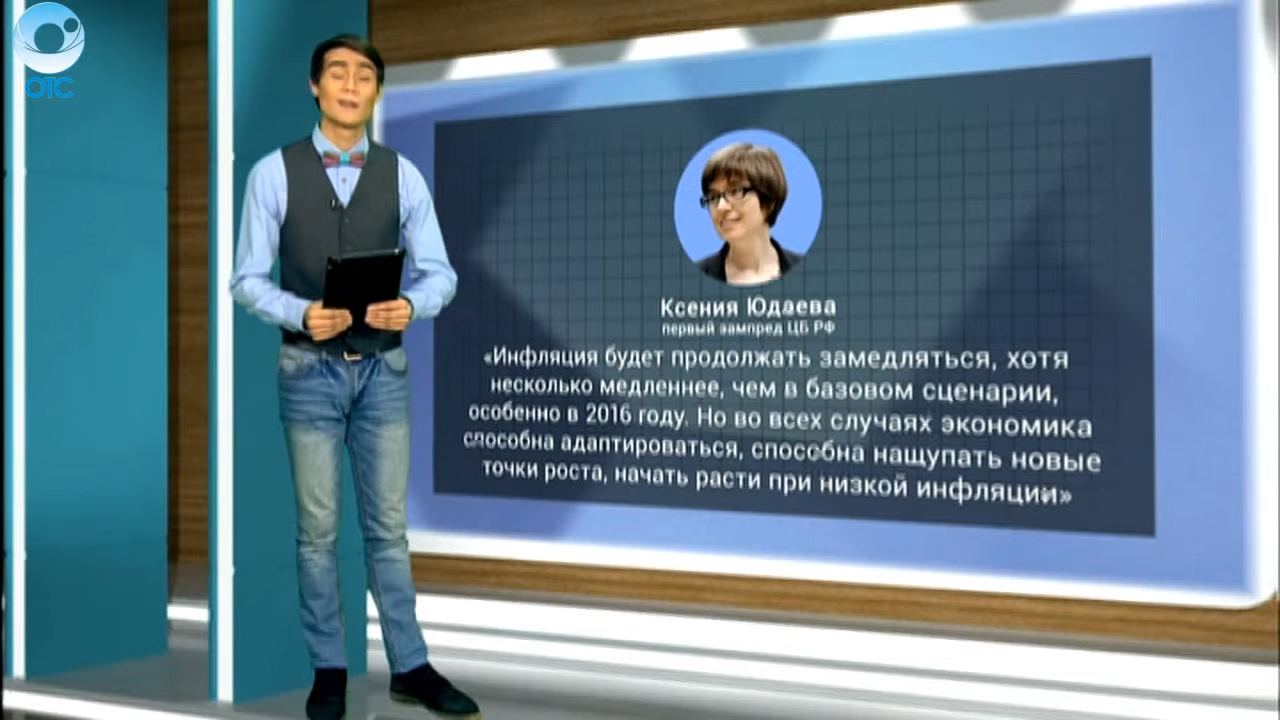 ОТС
Ксения Юдаева
первый зампред ЦБ РФ
«Инфляция будет продолжать замедляться, хотя
несколько медленнее, чем в базовом сценарии,
особенно в 2016 году. Но во всех случаях экономика
способна адаптироваться, способна нащупать новые
точки роста, начать расти при низкой инфляции»